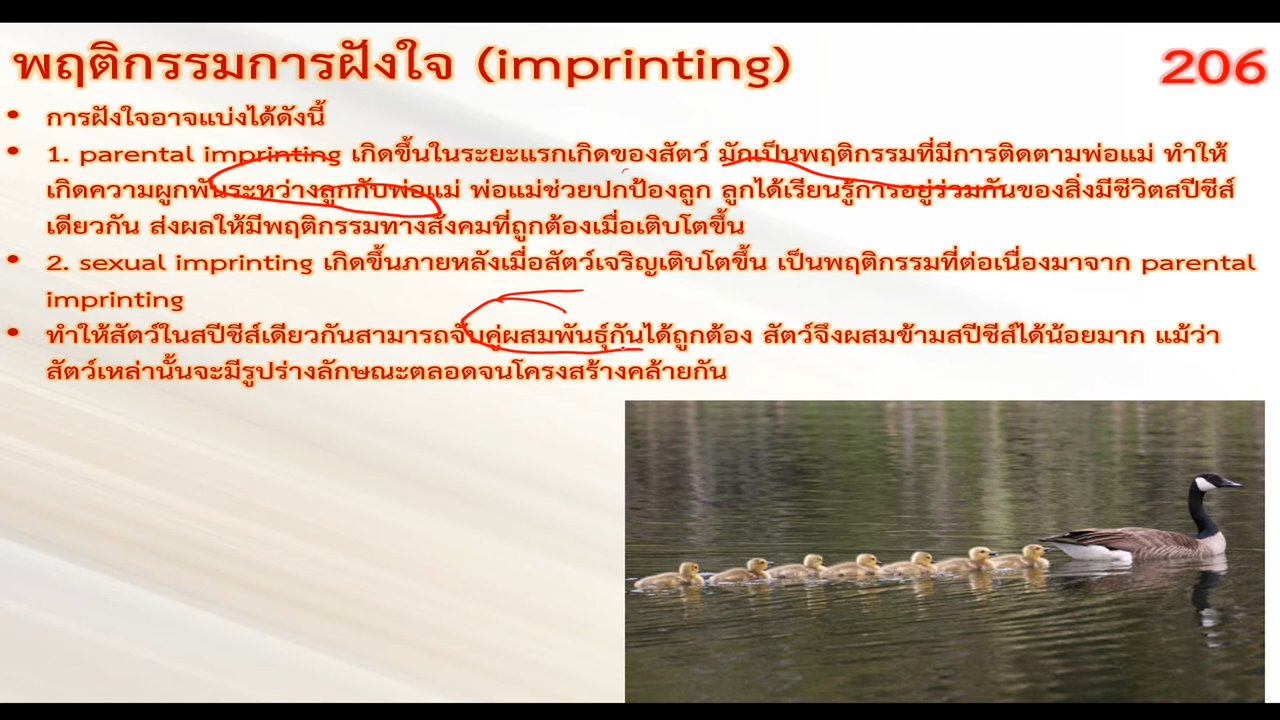 พฤติกรรมการฝังใจ (imprinting)
206
• การฝังใจอาจแบ่งได้ดังนี้
• 1. parental imprinting เกิดขึ้นในระยะแรกเกิดของสัตว์ มักเป็นพฤติกรรมที่มีการติดตามพ่อแม่ ทำให้
เกิดความผูกพันระหว่างลูกกับพ่อแม่ พ่อแม่ช่วยปกป้องลูก ลูกได้เรียนรู้การอยู่ร่วมกันของสิ่งมีชีวิตสปีชีส์
เดียวกัน ส่งผลให้มีพฤติกรรมทางสังคมที่ถูกต้องเมื่อเติบโตขึ้น
• 2. sexual imprinting เกิดขึ้นภายหลังเมื่อสัตว์เจริญเติบโตขึ้น เป็นพฤติกรรมที่ต่อเนื่องมาจาก parental
imprinting
• ทำให้สัตว์ในสปีชีส์เดียวกันสามารถจับคู่ผสมพันธุ์กันได้ถูกต้อง สัตว์จึงผสมข้ามสปีชีส์ได้น้อยมาก แม้ว่า
สัตว์เหล่านั้นจะมีรูปร่างลักษณะตลอดจนโครงสร้างคล้ายกัน